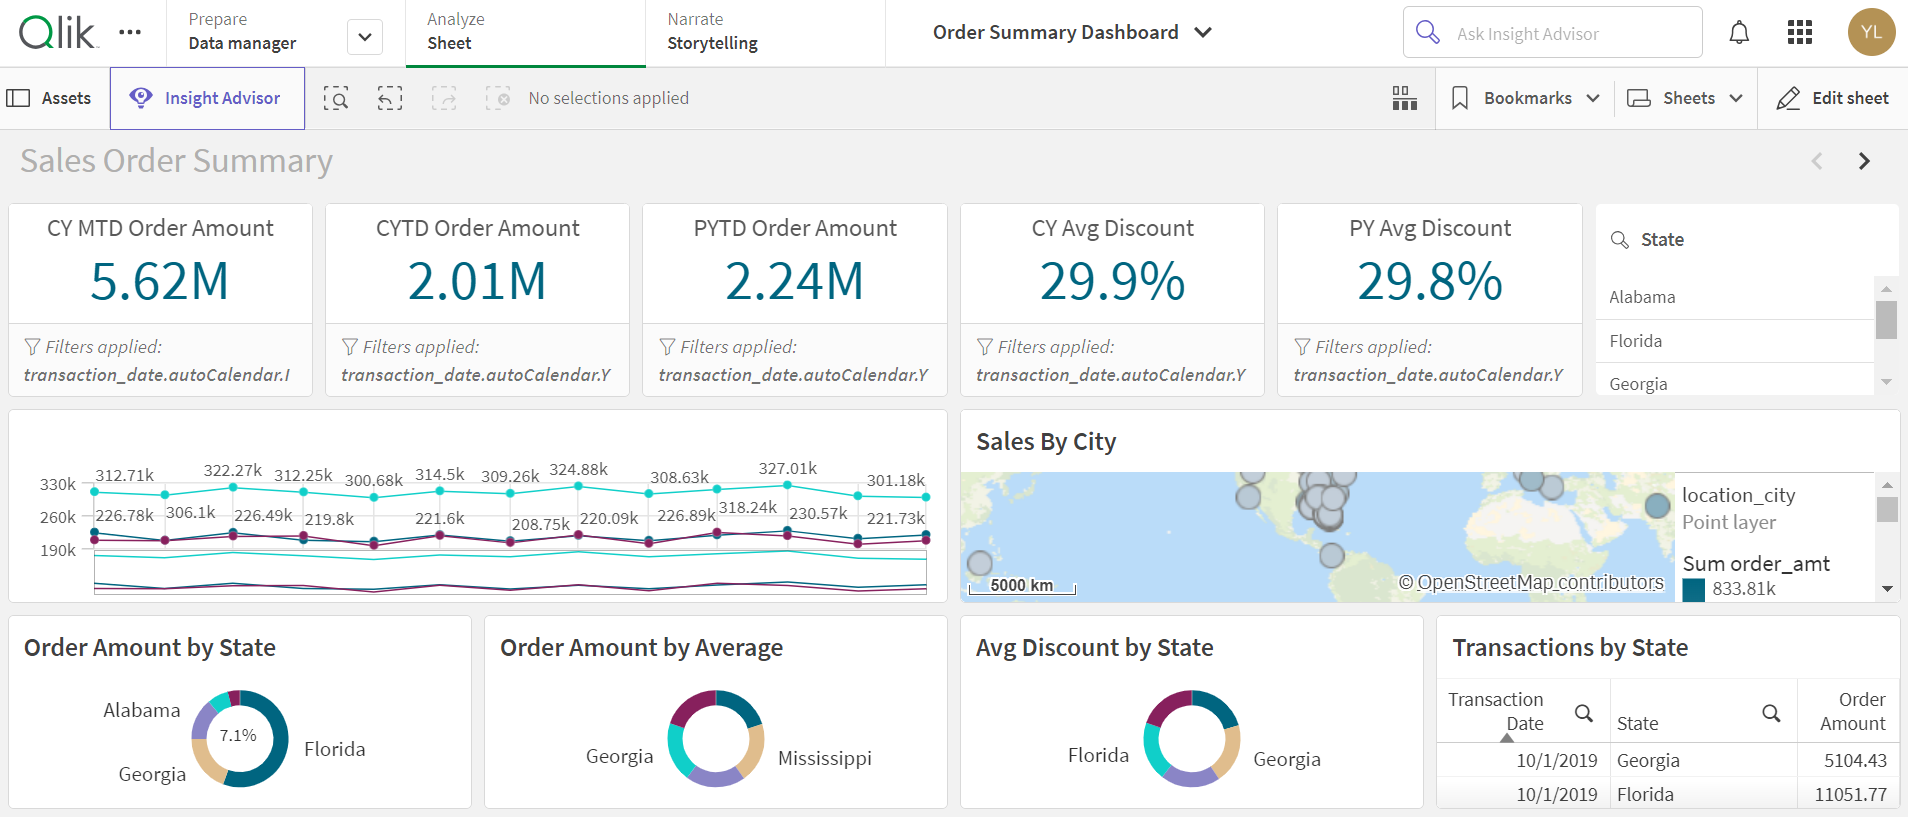 Qlik
Prepare
Data manager
Analyze
Sheet
Narrate
Storytelling
Order Summary Dashboard
Ask Insight Advisor
YL
Assets
Insight Advisor
No selections applied
Bookmarks
Sheets
Edit sheet
Sales Order Summary
CY MTD Order Amount
5.62M
Filters applied:
transaction_date.autoCalendar.I
CYTD Order Amount
2.01M
Filters applied:
transaction_date.autoCalendar.Y
PYTD Order Amount
2.24M
Filters applied:
transaction_date.autoCalendar.Y
CY Avg Discount
29.9%
Filters applied:
transaction_date.autoCalendar.Y
PY Avg Discount
29.8%
Filters applied:
transaction_date.autoCalendar.Y
State
Alabama
Florida
Georgia
330k
260k
190k
312.71k 322.27k 312.25k 300.68k 314.5k 309.26k 324.88k 308.63k 327.01k 301.18k
226.78k 306.1k 226.49k 219.8k 221.6k 208.75k 220.09k 226.89k 318.24k 230.57k 221.73k
Sales By City
5000 km
© OpenStreetMap contributors
location_city
Point layer
Sum order_amt
833.81k
Order Amount by State
Alabama
7.1%
Florida
Georgia
Order Amount by Average
Georgia
Mississippi
Avg Discount by State
Florida
Georgia
Transactions by State
Transaction Date
State
Order Amount
10/1/2019 Georgia 5104.43
10/1/2019 Florida 11051.77